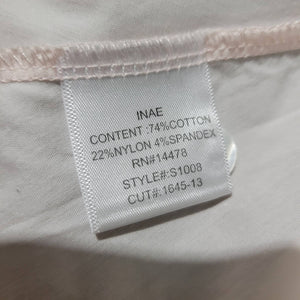 INAE
CONTENT :74%COTTON
22%NYLON 4%SPANDEX
RN#14478
STYLE#:S1008
CUT#:1645-13